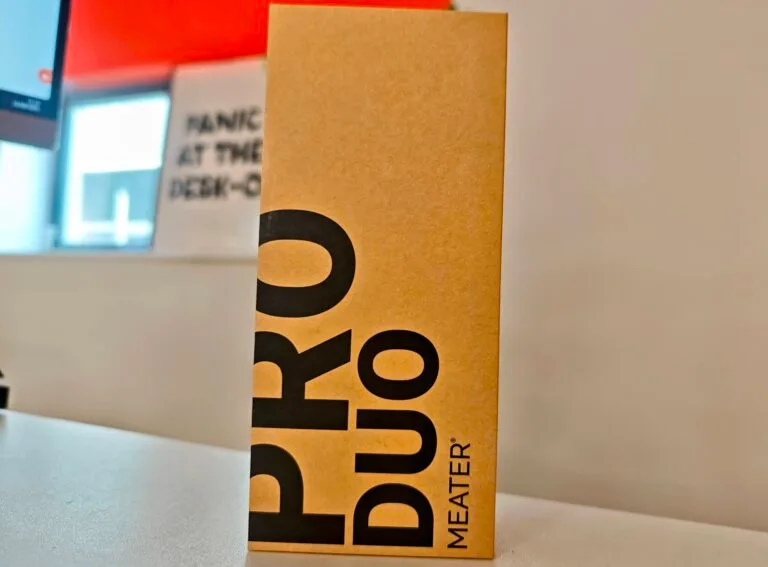 PANIC
AT THE
DESK-O
PRO
DUO
MEATER®